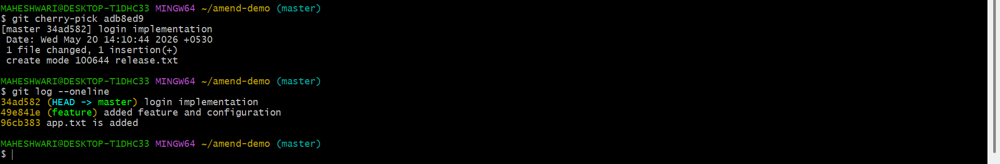 MAHESHWARI@DESKTOP-T1DHC33 MINGW64 ~/amend-demo (master)
$ git cherry-pick adb8ed9
[master 34ad582] login implementation
 Date: Wed May 20 14:10:44 2026 +0530
 1 file changed, 1 insertion(+)
 create mode 100644 release.txt

MAHESHWARI@DESKTOP-T1DHC33 MINGW64 ~/amend-demo (master)
$ git log --oneline
34ad582 (HEAD -> master) login implementation
49e841e (feature) added feature and configuration
96cb383 app.txt is added

MAHESHWARI@DESKTOP-T1DHC33 MINGW64 ~/amend-demo (master)
$